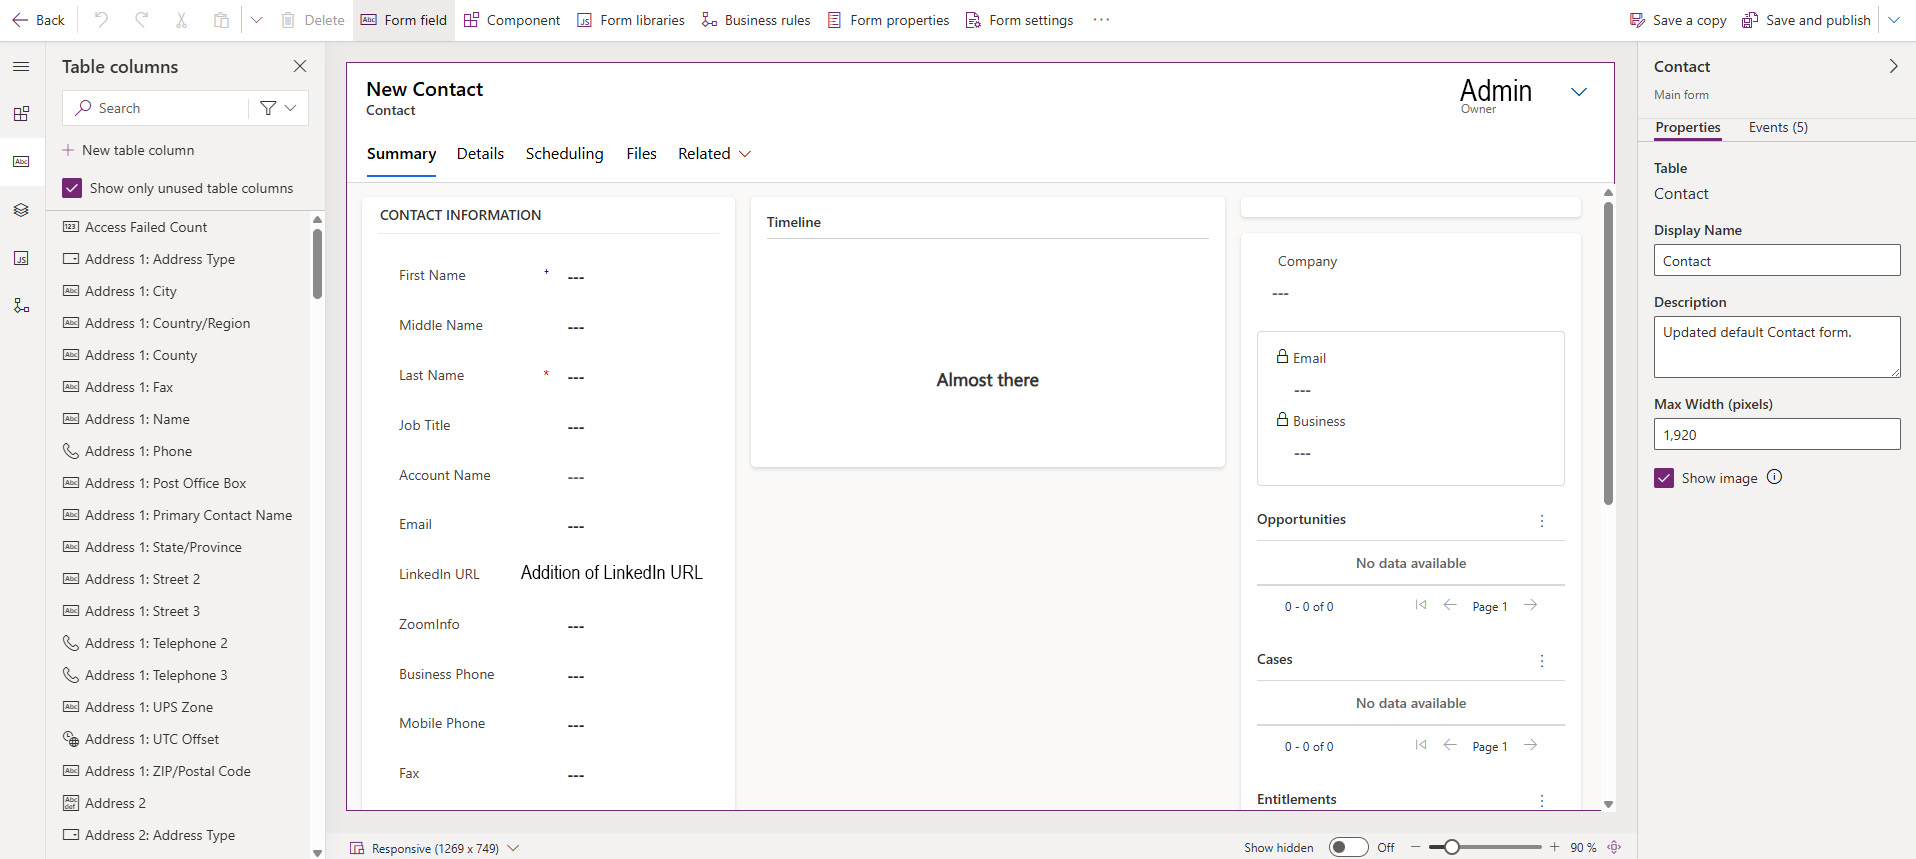 Back
Delete
Form field
Component
Form libraries
Business rules
Form properties
Form settings
Save a copy
Save and publish
Table columns
Search
New table column
Show only unused table columns
Access Failed Count
Address 1: Address Type
Address 1: City
Address 1: Country/Region
Address 1: County
Address 1: Fax
Address 1: Name
Address 1: Phone
Address 1: Post Office Box
Address 1: Primary Contact Name
Address 1: State/Province
Address 1: Street 2
Address 1: Street 3
Address 1: Telephone 2
Address 1: Telephone 3
Address 1: UPS Zone
Address 1: UTC Offset
Address 1: ZIP/Postal Code
Address 2
Address 2: Address Type
New Contact
Contact
Admin
Owner
Summary
Details
Scheduling
Files
Related
CONTACT INFORMATION
First Name + ---
Middle Name ---
Last Name * ---
Job Title ---
Account Name ---
Email ---
LinkedIn URL Addition of LinkedIn URL
ZoomInfo ---
Business Phone ---
Mobile Phone ---
Fax ---
Timeline
Almost there
Company
---
Email
---
Business
---
Opportunities
No data available
0 - 0 of 0 Page 1
Cases
No data available
0 - 0 of 0 Page 1
Entitlements
Responsive (1269 x 749)
Show hidden Off
90 %
Contact
Main form
Properties
Events (5)
Table
Contact
Display Name
Contact
Description
Updated default Contact form.
Max Width (pixels)
1,920
Show image